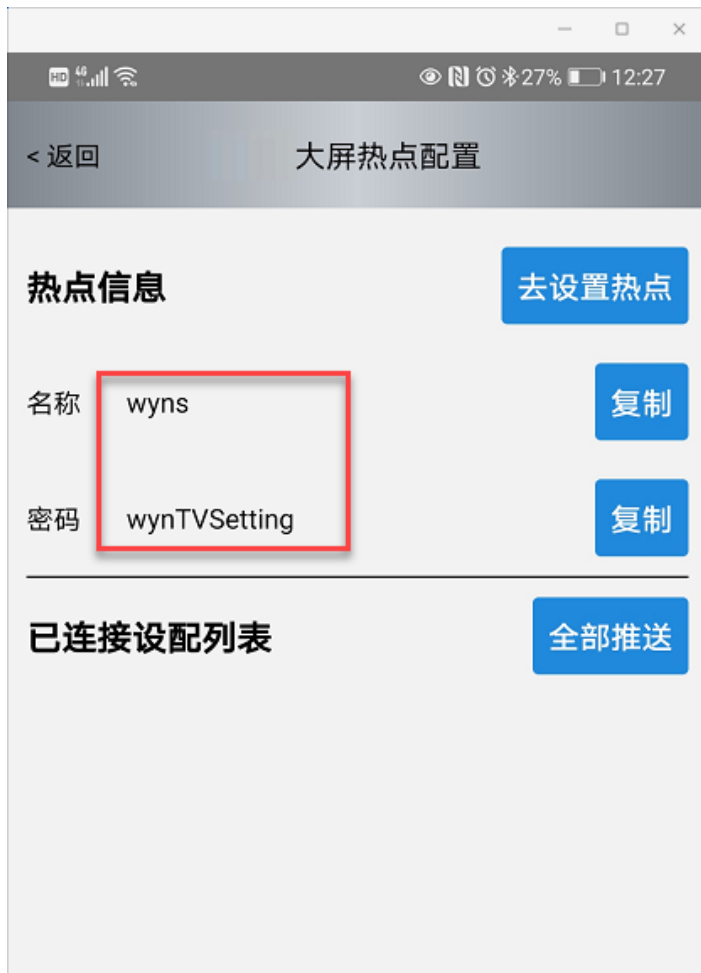 HD 4G 27% 12:27
< 返回 大屏热点配置
热点信息 去设置热点
名称 wyns 复制
密码 wynTVSetting 复制
已连接设配列表 全部推送